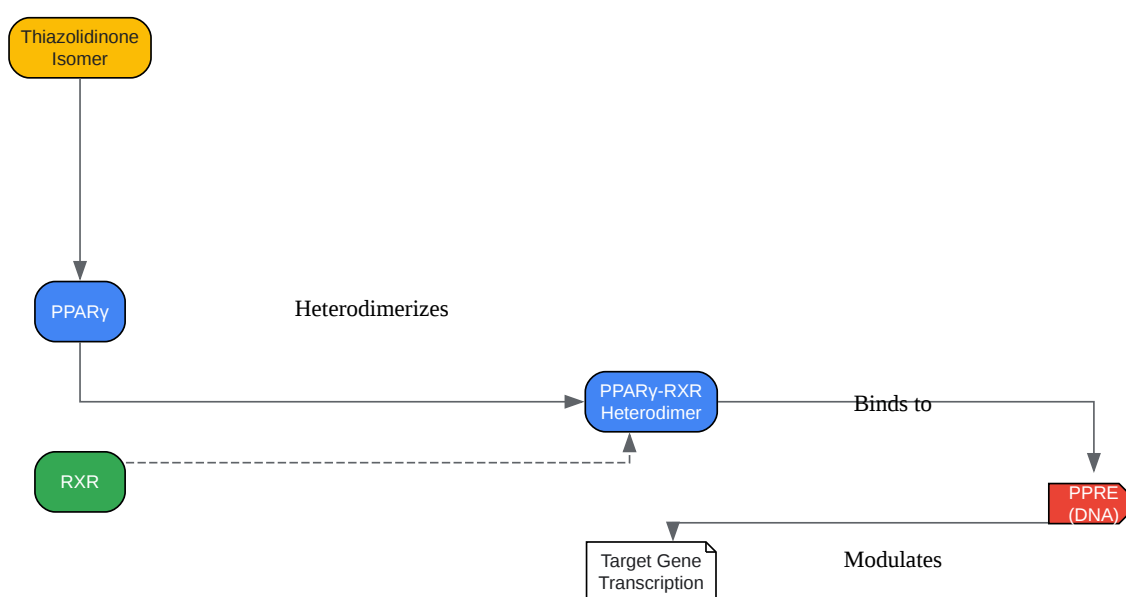 Thiazolidinone
Isomer
PPARγ
Heterodimerizes
PPARγ-RXR
Heterodimer
Binds to
RXR
PPRE
(DNA)
Target Gene
Transcription
Modulates